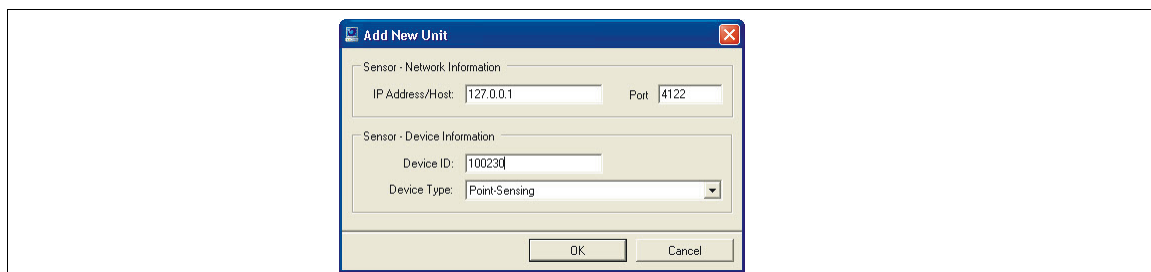 Add New Unit
Sensor - Network Information
IP Address/Host: 127.0.0.1 Port 4122
Sensor - Device Information
Device ID: 100230
Device Type: Point-Sensing
OK Cancel